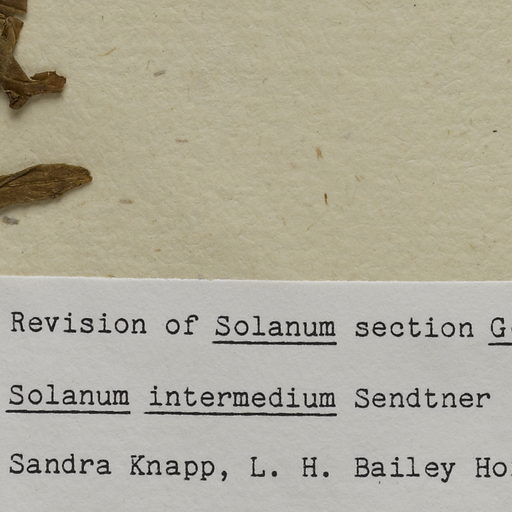 Revision of Solanum section
Solanum intermedium Sendtner
Sandra Knapp, L. H. Bailey